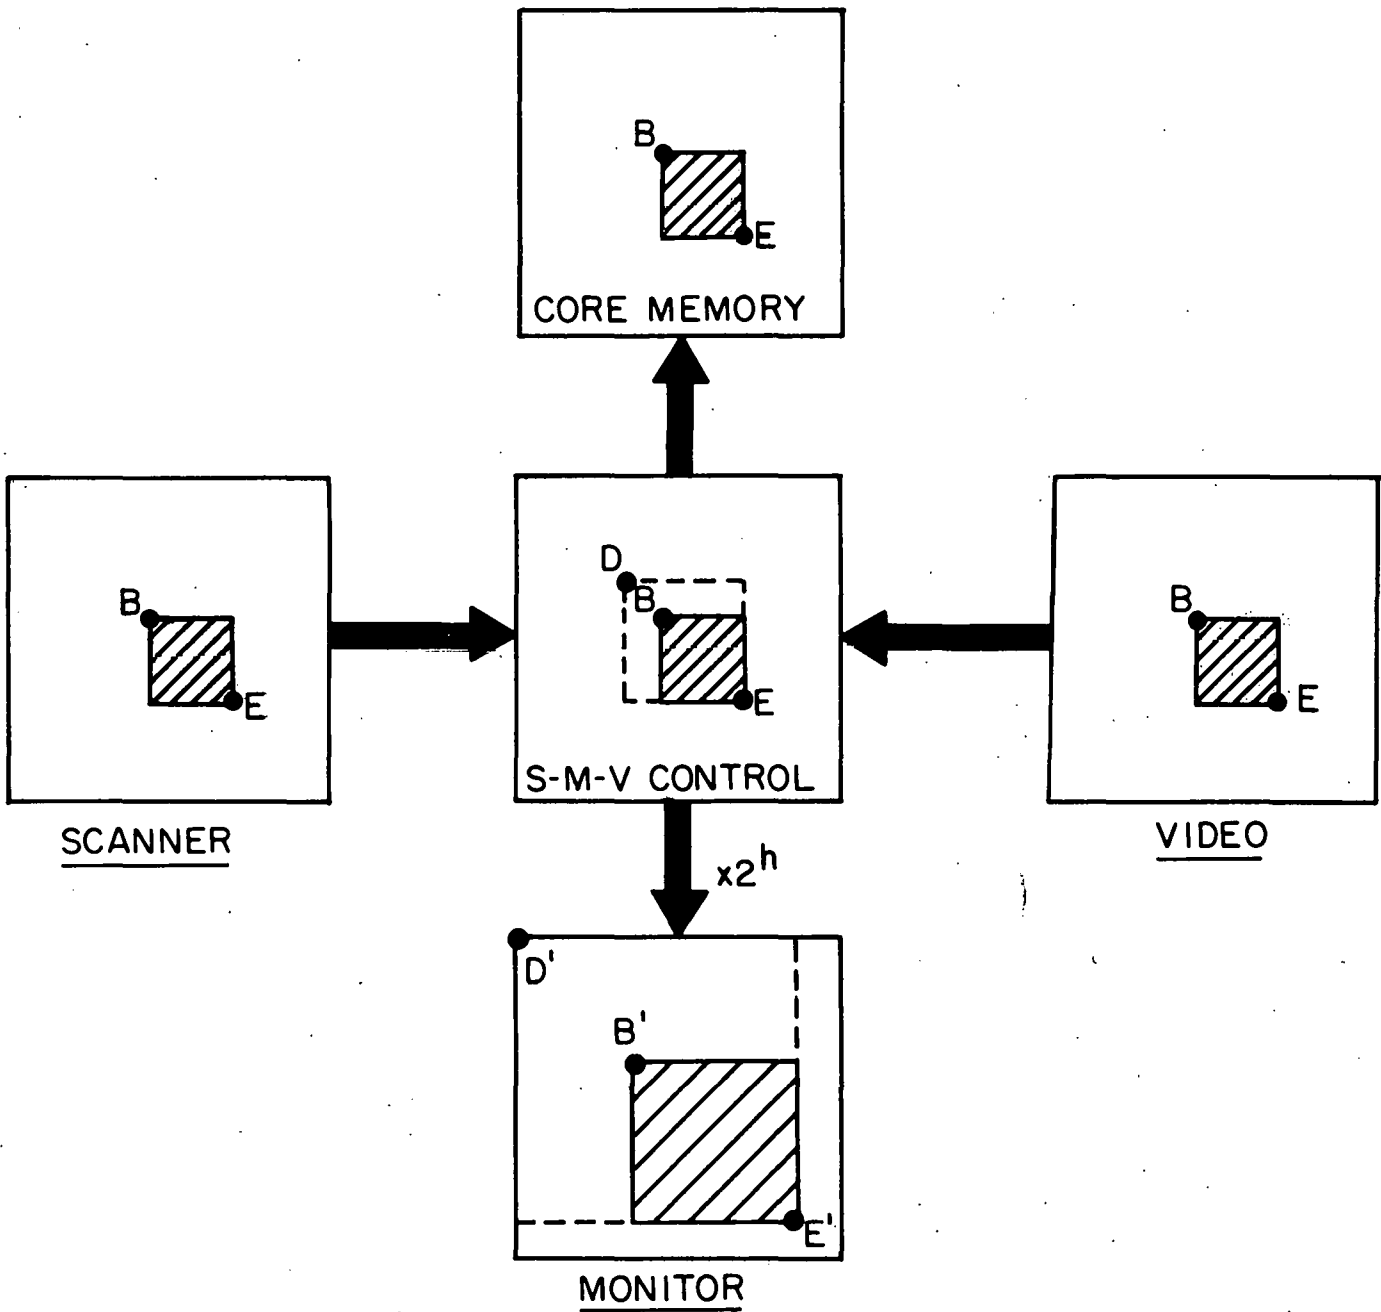 B
E
CORE MEMORY
B
E
SCANNER
D
B
E
S-M-V CONTROL
B
E
VIDEO
x2^h
D'
B'
E'
MONITOR